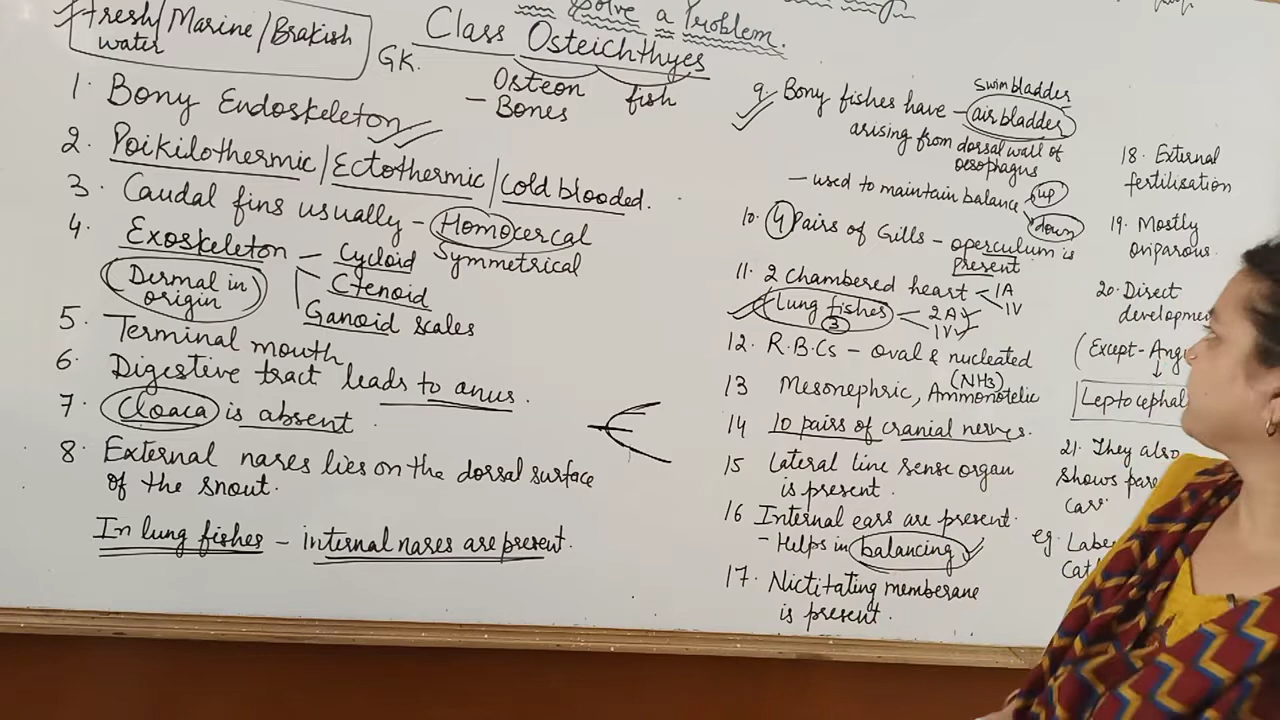 Solve a Problem.
Fresh/Marine/Brakish
water
GK.
Class Osteichthyes
Osteon fish
- Bones
1. Bony Endoskeleton
2. Poikilothermic/Ectothermic/Cold blooded.
3. Caudal fins usually - Homocercal
Symmetrical
4. Exoskeleton - Cycloid
Ctenoid
Ganoid scales
Dermal in
origin
5. Terminal mouth
6. Digestive tract leads to anus.
7. Cloaca is absent
8. External nares lies on the dorsal surface
of the snout.
In lung fishes - internal nares are present.
swimbladder
9. Bony fishes have - air bladder
arising from dorsal wall of
oesophagus
- used to maintain balance up
down
10. 4 Pairs of Gills - operculum is
present
11. 2 chambered heart 1A
1V
Lung fishes 2A
3 1V
12. R.B.Cs - oval & nucleated
(NH3)
13 Mesonephric, Ammonotelic
14 10 pairs of cranial nerves.
15 Lateral line sense organ
is present.
16 Internal ears are present.
- Helps in balancing
17. Nictitating memberane
is present.
18. External
fertilisation
19. Mostly
oviparous.
20. Direct
developme
(Except - Ang
Leptocephal
21. They also
shows pare
car
eg. Labe
Cat